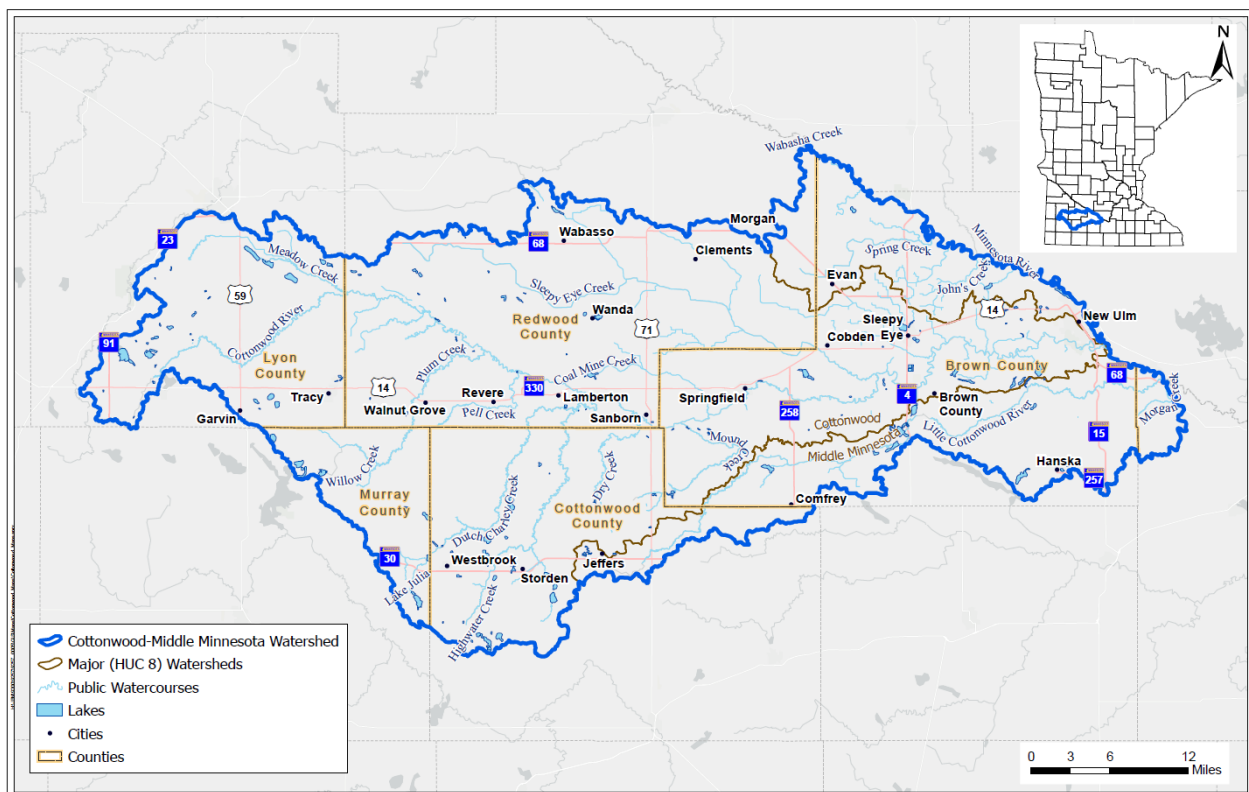 N
Wabasha Creek
Morgan
Wabasso
68
23
Clements
Spring Creek
Minnesota River
Meadow Creek
Evan
John's Creek
Sleepy Eye Creek
59
Wanda
Redwood
County
71
14
New Ulm
Sleepy
Eye
Cobden
Cottonwood River
91
Lyon
County
Plum Creek
Coal Mine Creek
Brown County
68
14
Tracy
Revere
330
Lamberton
Springfield
4
Brown
County
Walnut Grove
Pell Creek
258
Morgan Creek
Garvin
Sanborn
Cottonwood
Middle Minnesota
Little Cottonwood River
15
Mound
Creek
Hanska
257
Willow Creek
Dry Creek
Murray
County
Cottonwood
County
Comfrey
Dutch Charley Creek
30
Westbrook
Jeffers
Storden
Lake Julia
Highwater Creek
Cottonwood-Middle Minnesota Watershed
Major (HUC 8) Watersheds
Public Watercourses
Lakes
Cities
Counties
0 3 6 12
Miles